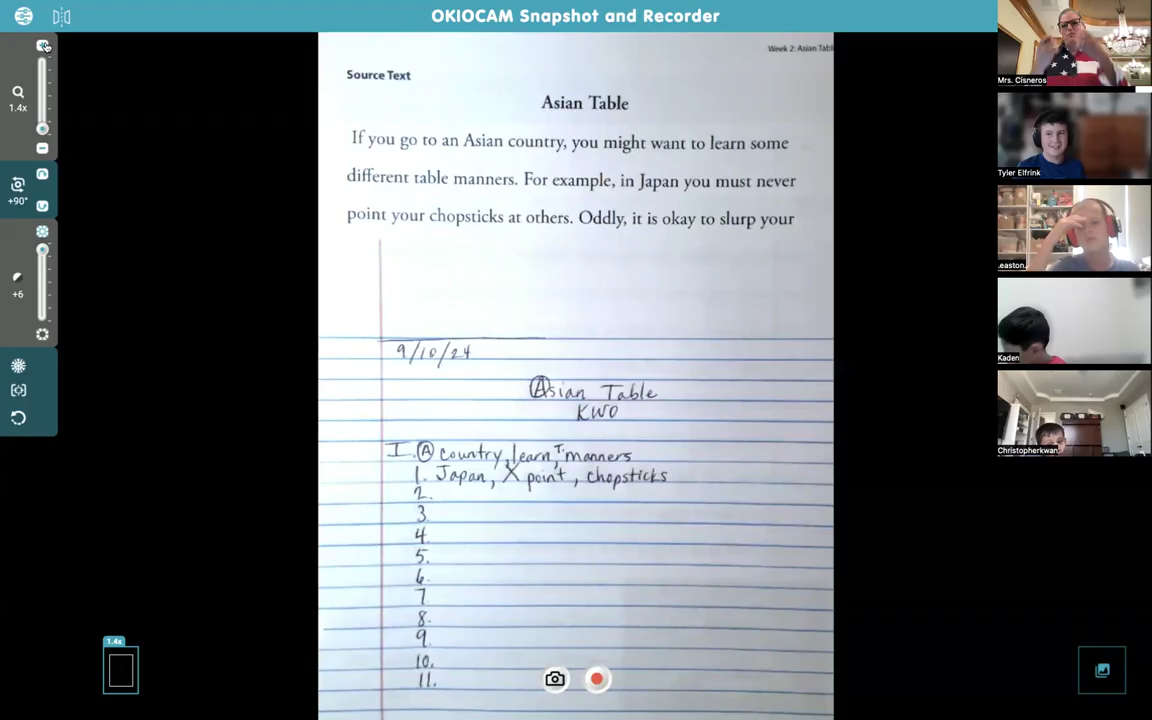 OKIOCAM Snapshot and Recorder
Week 2: Asian Tabl
Source Text
Asian Table
If you go to an Asian country, you might want to learn some
different table manners. For example, in Japan you must never
point your chopsticks at others. Oddly, it is okay to slurp your
9/10/24
Asian Table
KWO
I. A country, learn, T. manners
1. Japan, X point, chopsticks
2.
3.
4.
5.
6.
7.
8.
9.
10.
11.
1.4x
+90°
+6
1.4x
Mrs. Cisneros
Tyler Elfrink
.easton.
Kaden
Christopherkwan